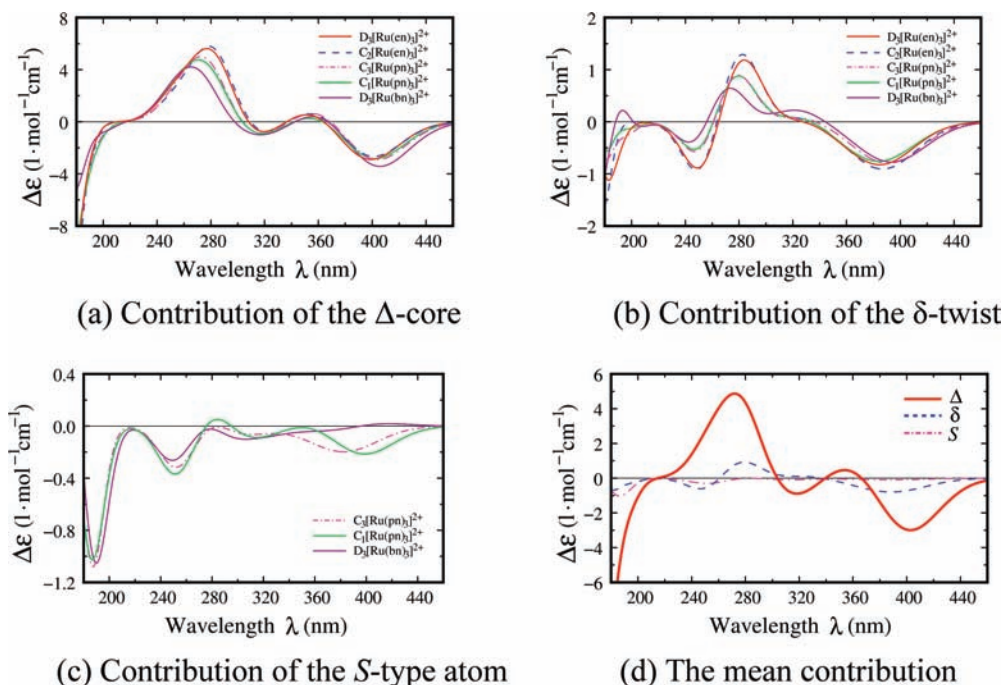 8
4
0
−4
−8
Δε (l·mol⁻¹cm⁻¹)
D₃[Ru(en)₃]²⁺
C₂[Ru(en)₃]²⁺
C₃[Ru(pn)₃]²⁺
C₁[Ru(pn)₃]²⁺
D₃[Ru(bn)₃]²⁺
200 240 280 320 360 400 440
Wavelength λ (nm)
(a) Contribution of the Δ-core
2
1
0
−1
−2
Δε (l·mol⁻¹cm⁻¹)
D₃[Ru(en)₃]²⁺
C₂[Ru(en)₃]²⁺
C₃[Ru(pn)₃]²⁺
C₁[Ru(pn)₃]²⁺
D₃[Ru(bn)₃]²⁺
200 240 280 320 360 400 440
Wavelength λ (nm)
(b) Contribution of the δ-twist
0.4
0.0
−0.4
−0.8
−1.2
Δε (l·mol⁻¹cm⁻¹)
C₃[Ru(pn)₃]²⁺
C₁[Ru(pn)₃]²⁺
D₃[Ru(bn)₃]²⁺
200 240 280 320 360 400 440
Wavelength λ (nm)
(c) Contribution of the S-type atom
6
4
2
0
−2
−4
−6
Δε (l·mol⁻¹cm⁻¹)
Δ
δ
S
200 240 280 320 360 400 440
Wavelength λ (nm)
(d) The mean contribution